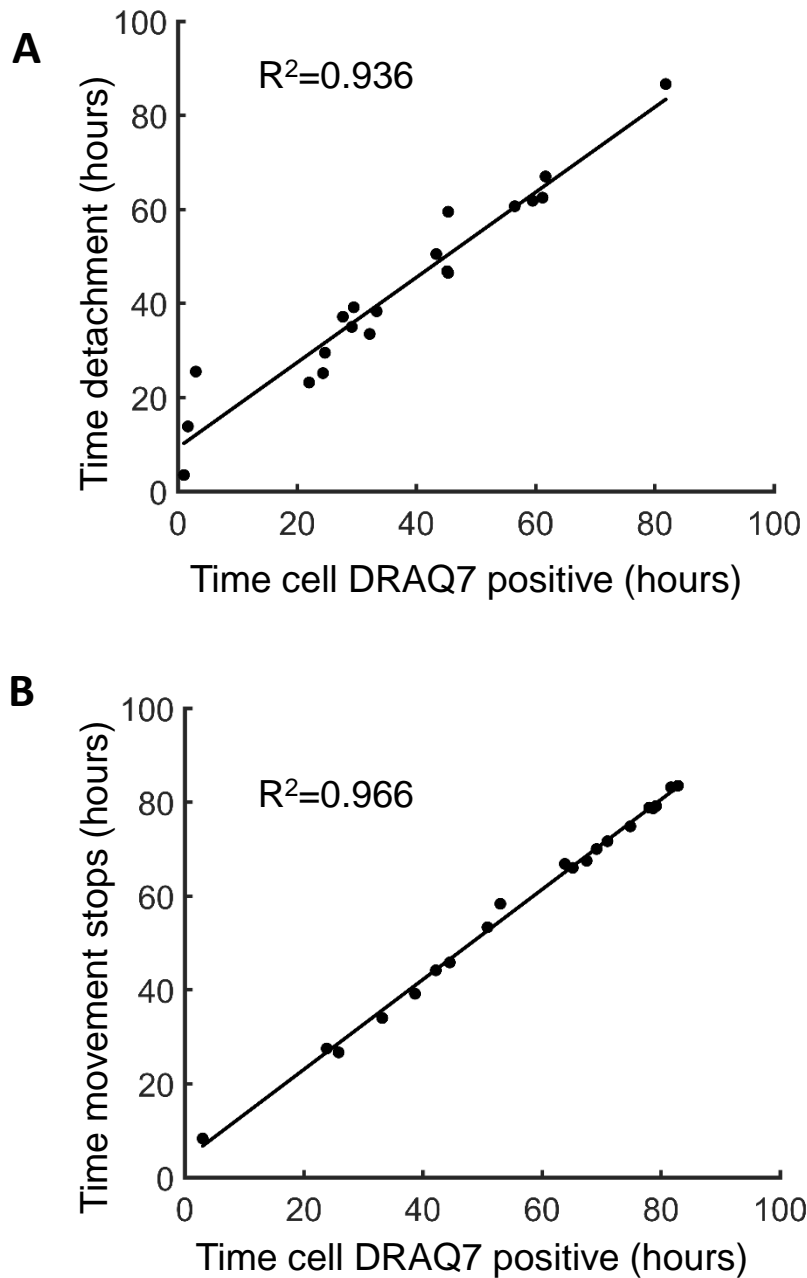 A
R²=0.936
Time detachment (hours)
100
80
60
40
20
0
0 20 40 60 80 100
Time cell DRAQ7 positive (hours)
B
R²=0.966
Time movement stops (hours)
100
80
60
40
20
0
0 20 40 60 80 100
Time cell DRAQ7 positive (hours)